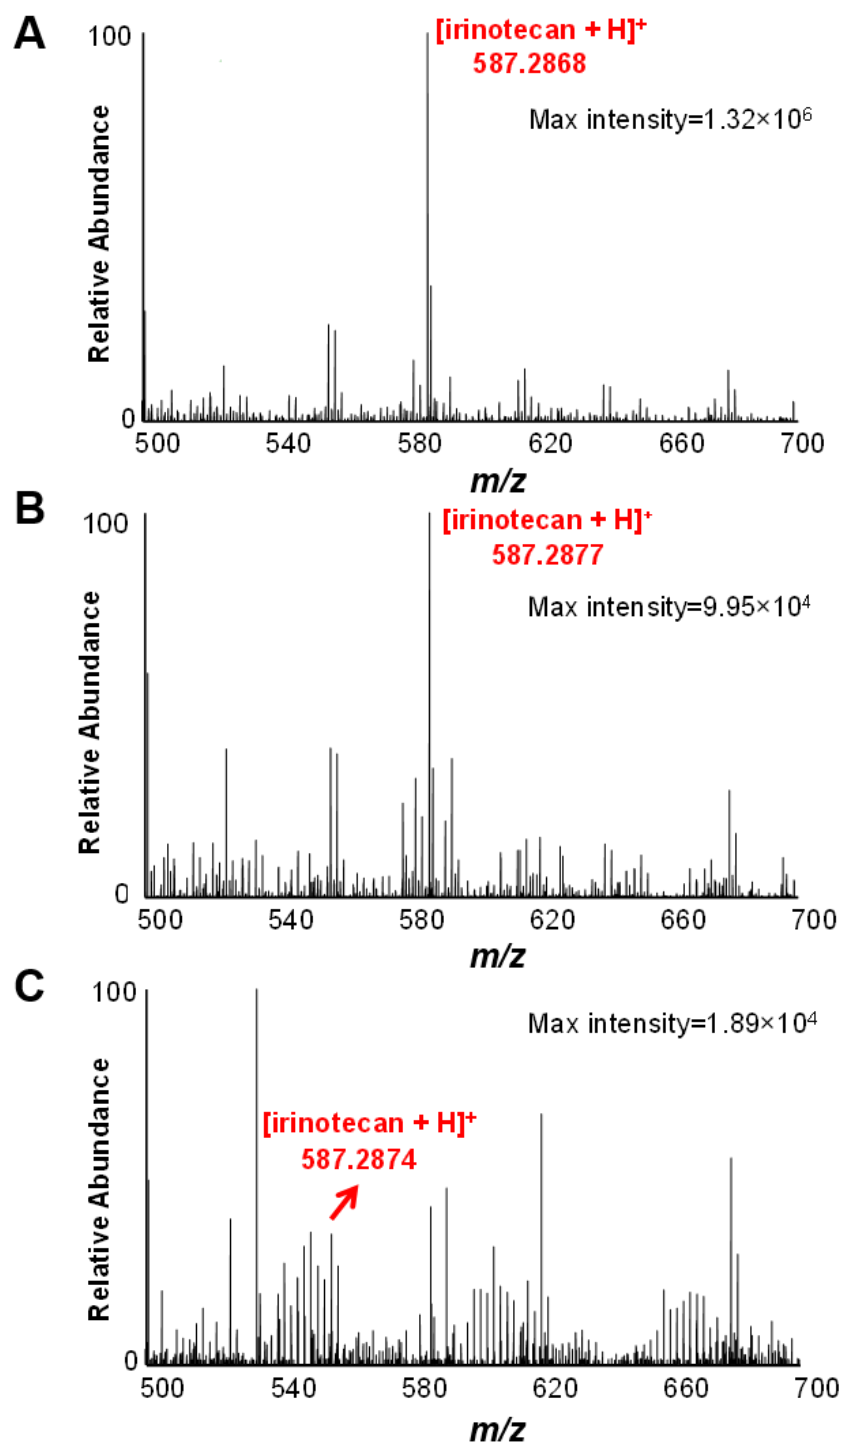 A
100
[irinotecan + H]⁺
587.2868
Max intensity=1.32×10⁶
Relative Abundance
0
500 540 580 620 660 700
m/z
B
100
[irinotecan + H]⁺
587.2877
Max intensity=9.95×10⁴
Relative Abundance
0
500 540 580 620 660 700
m/z
C
100
Max intensity=1.89×10⁴
[irinotecan + H]⁺
587.2874
Relative Abundance
0
500 540 580 620 660 700
m/z